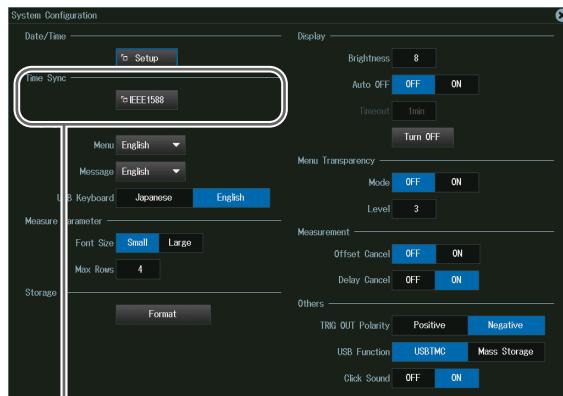 System Configuration
Date/Time
Setup
Time Sync
IEEE1588
Menu English
Message English
USB Keyboard Japanese English
Measure Parameter
Font Size Small Large
Max Rows 4
Storage
Format
Display
Brightness 8
Auto OFF OFF ON
Timeout 1min
Turn OFF
Menu Transparency
Mode OFF ON
Level 3
Measurement
Offset Cancel OFF ON
Delay Cancel OFF ON
Others
TRIG OUT Polarity Positive Negative
USB Function USBTMC Mass Storage
Click Sound OFF ON